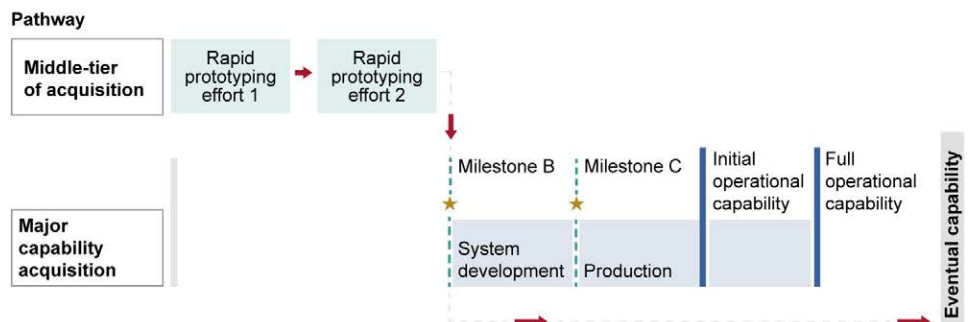 Pathway
Middle-tier
of acquisition
Rapid
prototyping
effort 1
Rapid
prototyping
effort 2
Milestone B
Milestone C
Initial
operational
capability
Full
operational
capability
Major
capability
acquisition
System
development
Production
Eventual capability